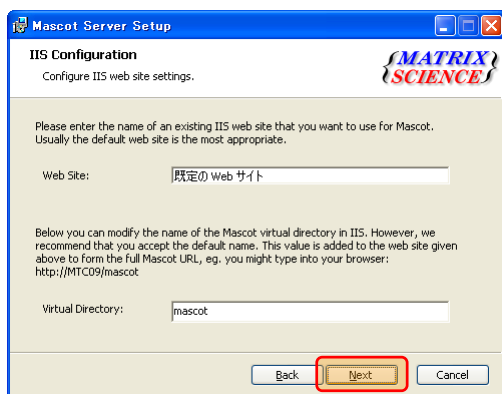 Mascot Server Setup
IIS Configuration
Configure IIS web site settings.
{MATRIX}
{SCIENCE}
Please enter the name of an existing IIS web site that you want to use for Mascot.
Usually the default web site is the most appropriate.
Web Site:
既定の Web サイト
Below you can modify the name of the Mascot virtual directory in IIS. However, we
recommend that you accept the default name. This value is added to the web site given
above to form the full Mascot URL, eg. you might type into your browser:
http://MTC09/mascot
Virtual Directory:
mascot
Back
Next
Cancel